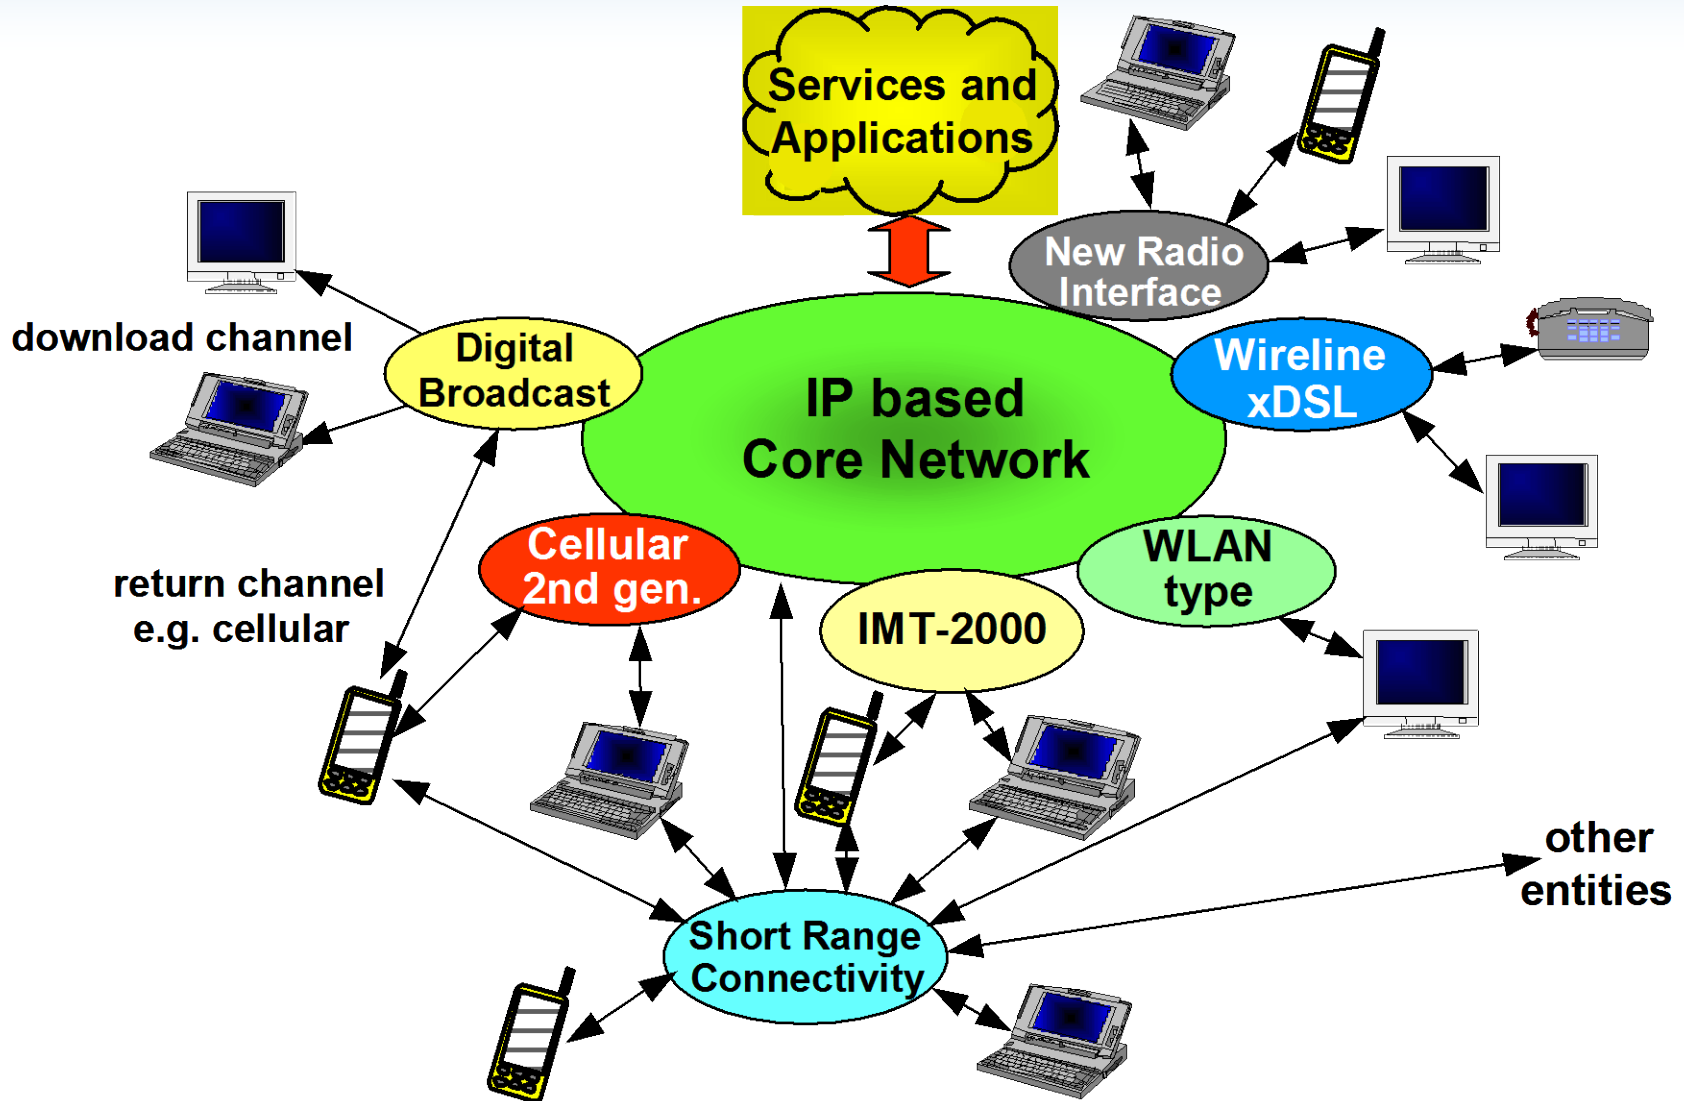 Services and
Applications
New Radio
Interface
download channel
Digital
Broadcast
IP based
Core Network
Wireline
xDSL
return channel
e.g. cellular
Cellular
2nd gen.
IMT-2000
WLAN
type
other
entities
Short Range
Connectivity